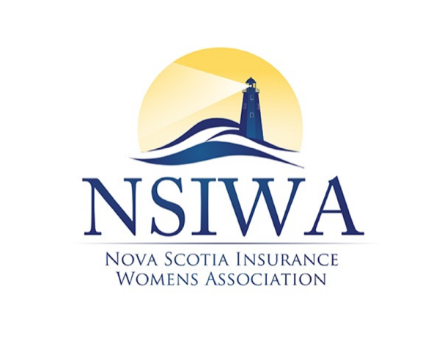 NSIWA
Nova Scotia Insurance
Womens Association